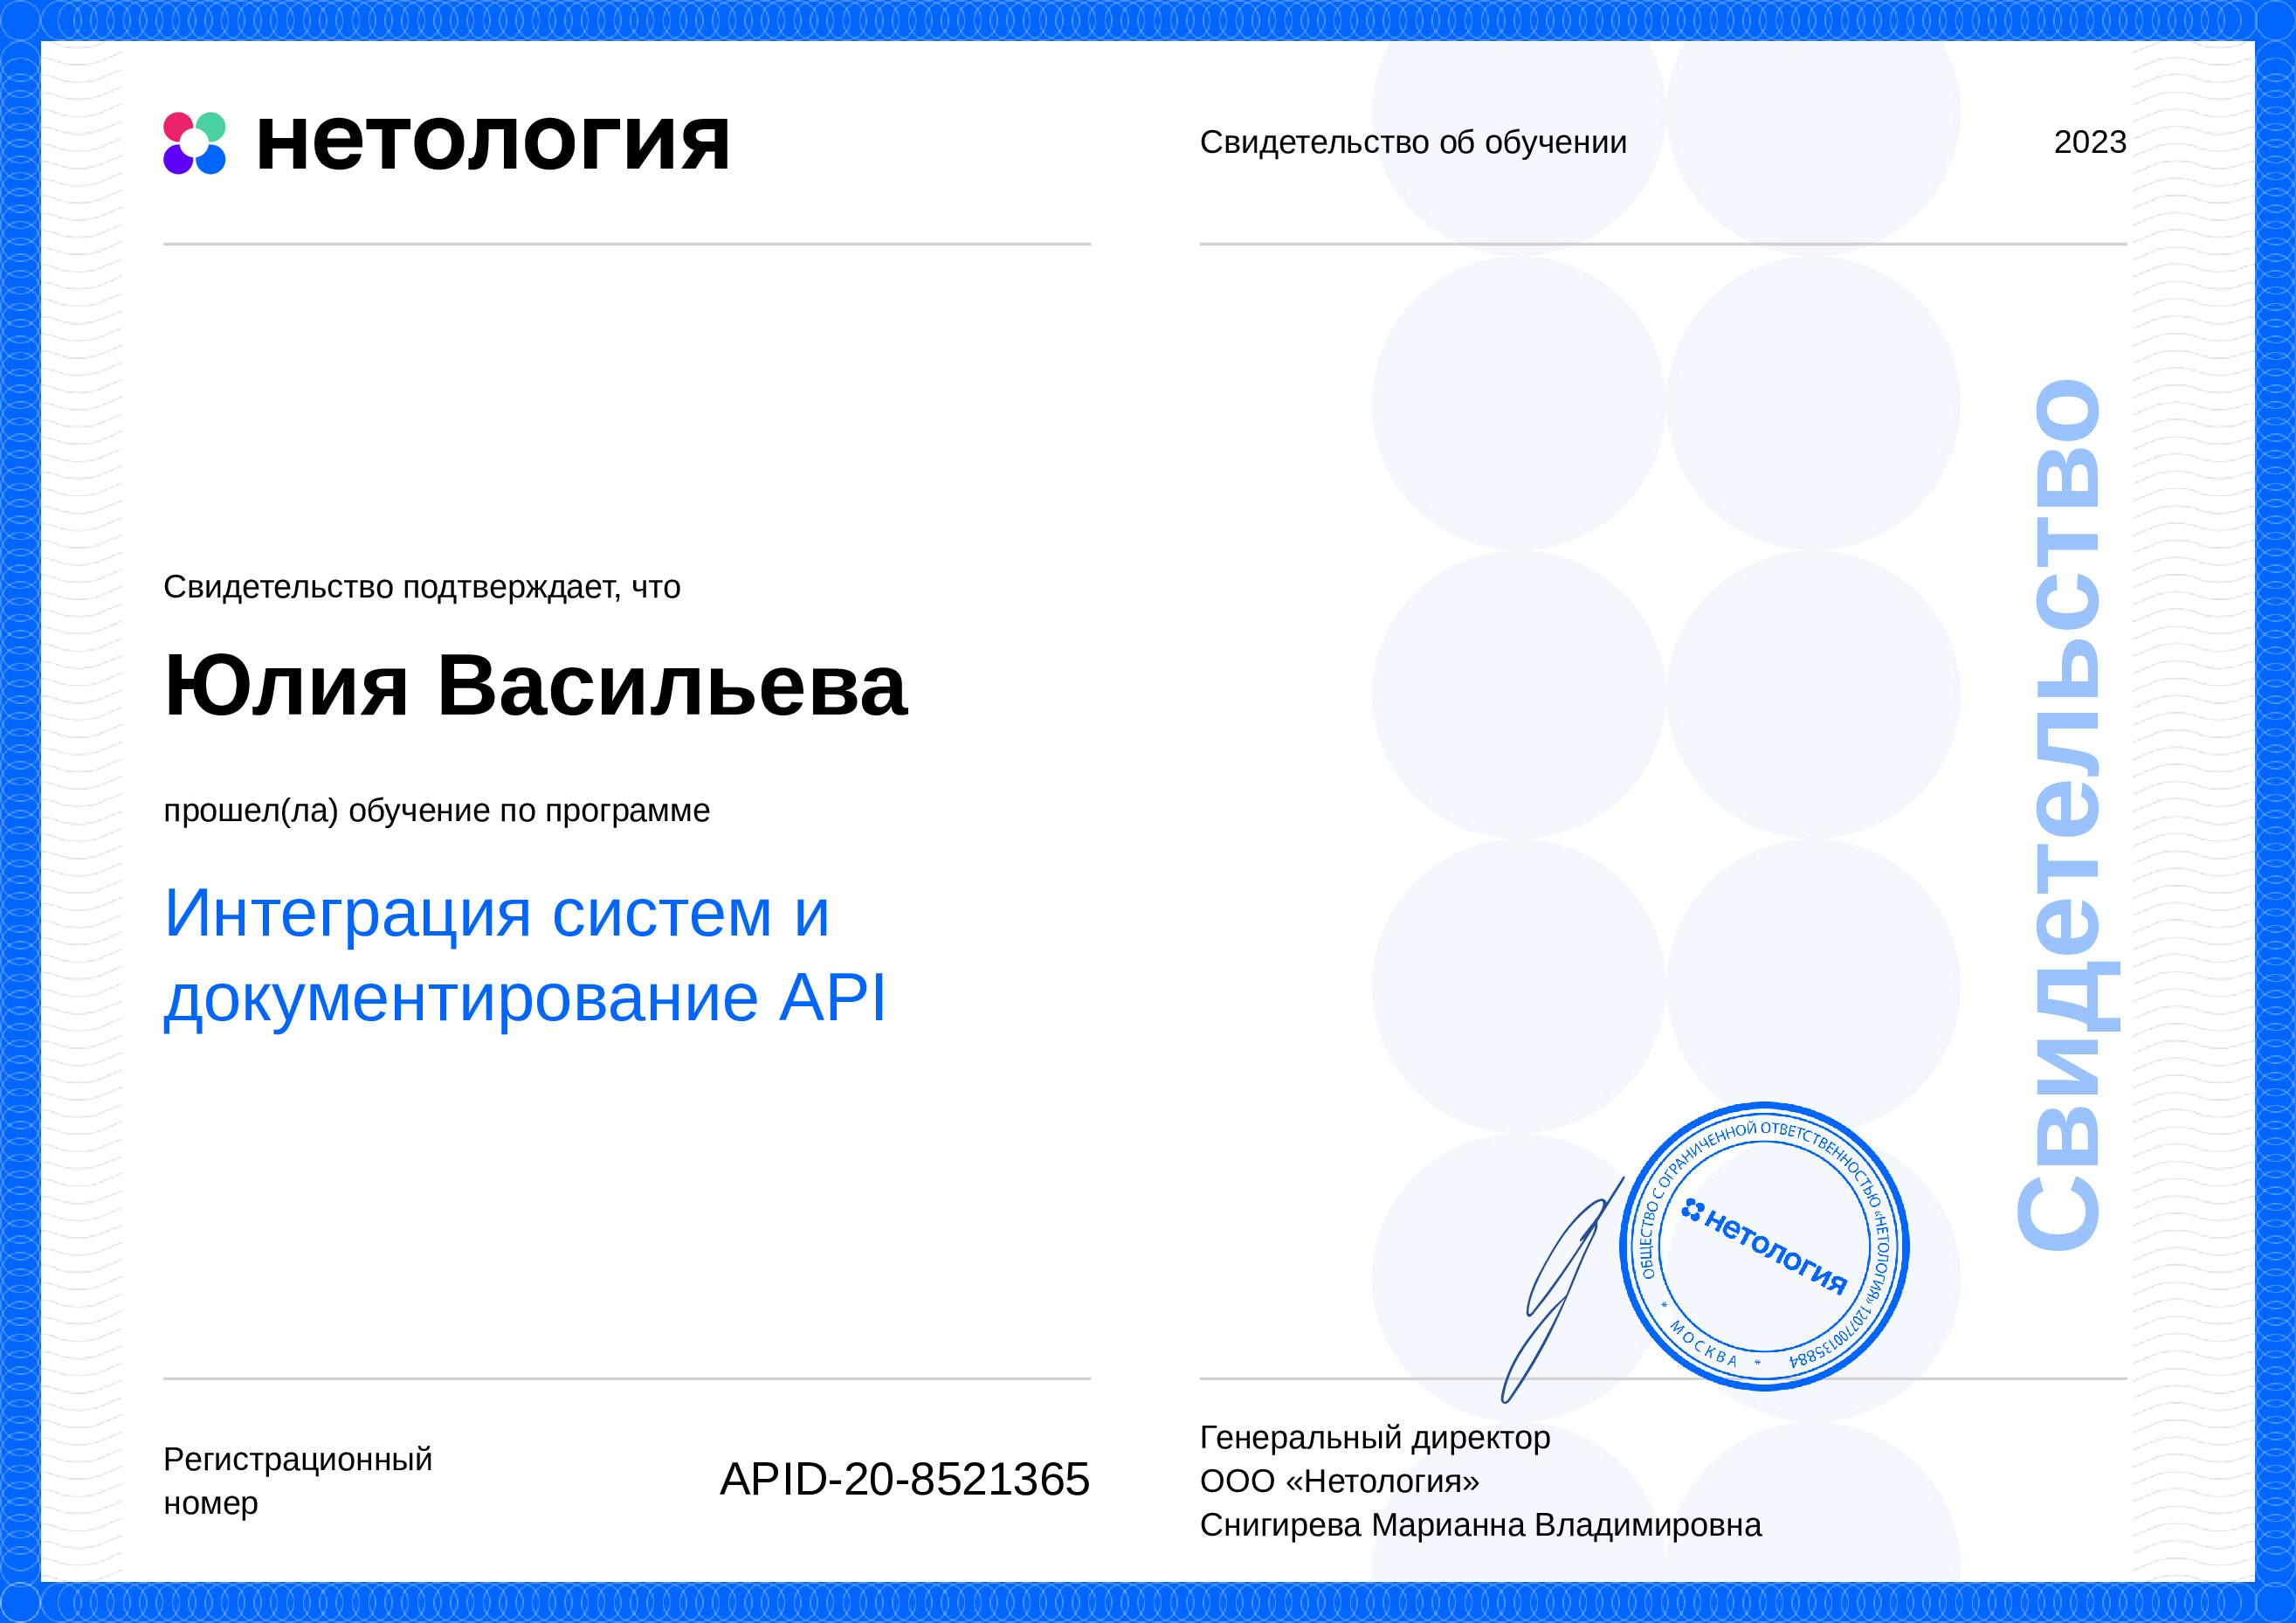 нетология
Свидетельство об обучении
2023
Свидетельство подтверждает, что
Юлия Васильева
прошел(ла) обучение по программе
Интеграция систем и
документирование API
Свидетельство
ОБЩЕСТВО С ОГРАНИЧЕННОЙ ОТВЕТСТВЕННОСТЬЮ «НЕТОЛОГИЯ» 1207700135884
* МОСКВА *
нетология
Регистрационный
номер
APID-20-8521365
Генеральный директор
ООО «Нетология»
Снигирева Марианна Владимировна